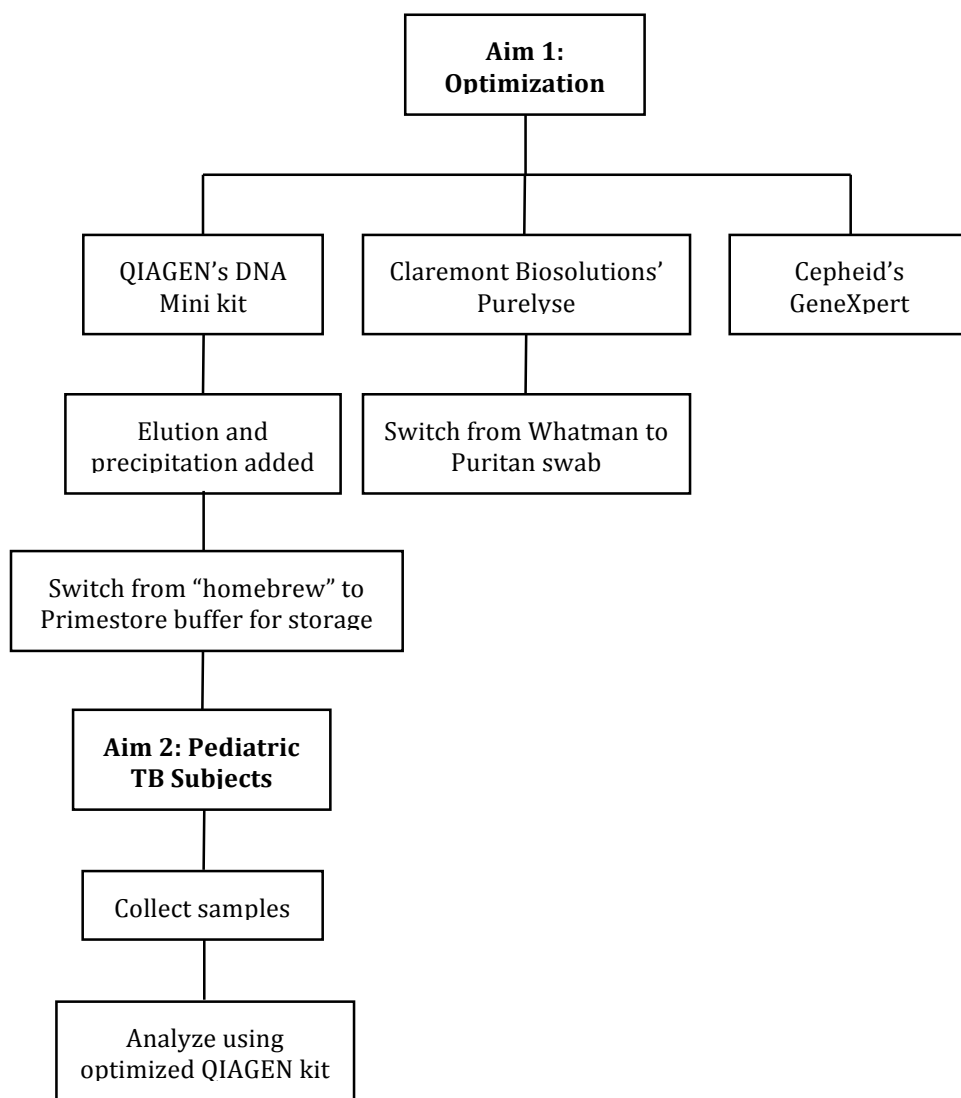 Aim 1:
Optimization
QIAGEN’s DNA
Mini kit
Claremont Biosolutions’
Purelyse
Cepheid’s
GeneXpert
Elution and
precipitation added
Switch from Whatman to
Puritan swab
Switch from “homebrew” to
Primestore buffer for storage
Aim 2: Pediatric
TB Subjects
Collect samples
Analyze using
optimized QIAGEN kit